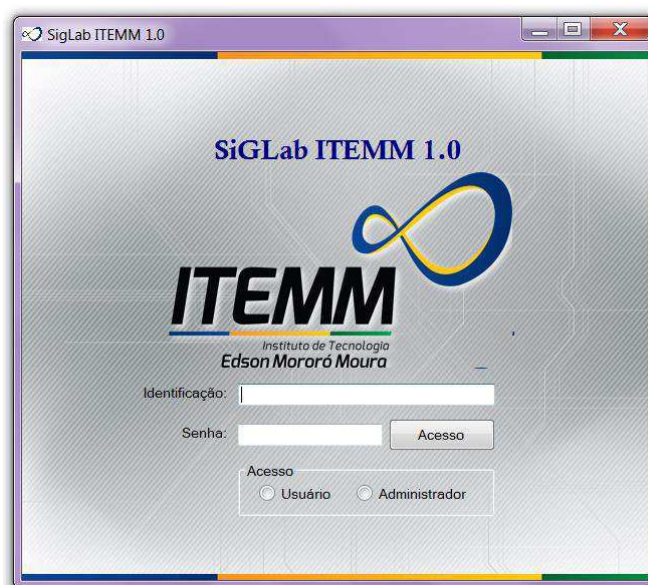 SigLab ITEMM 1.0
SiGLab ITEMM 1.0
ITEMM
Instituto de Tecnologia
Edson Mororó Moura
Identificação:
Senha:
Acesso
Acesso
Usuário
Administrador